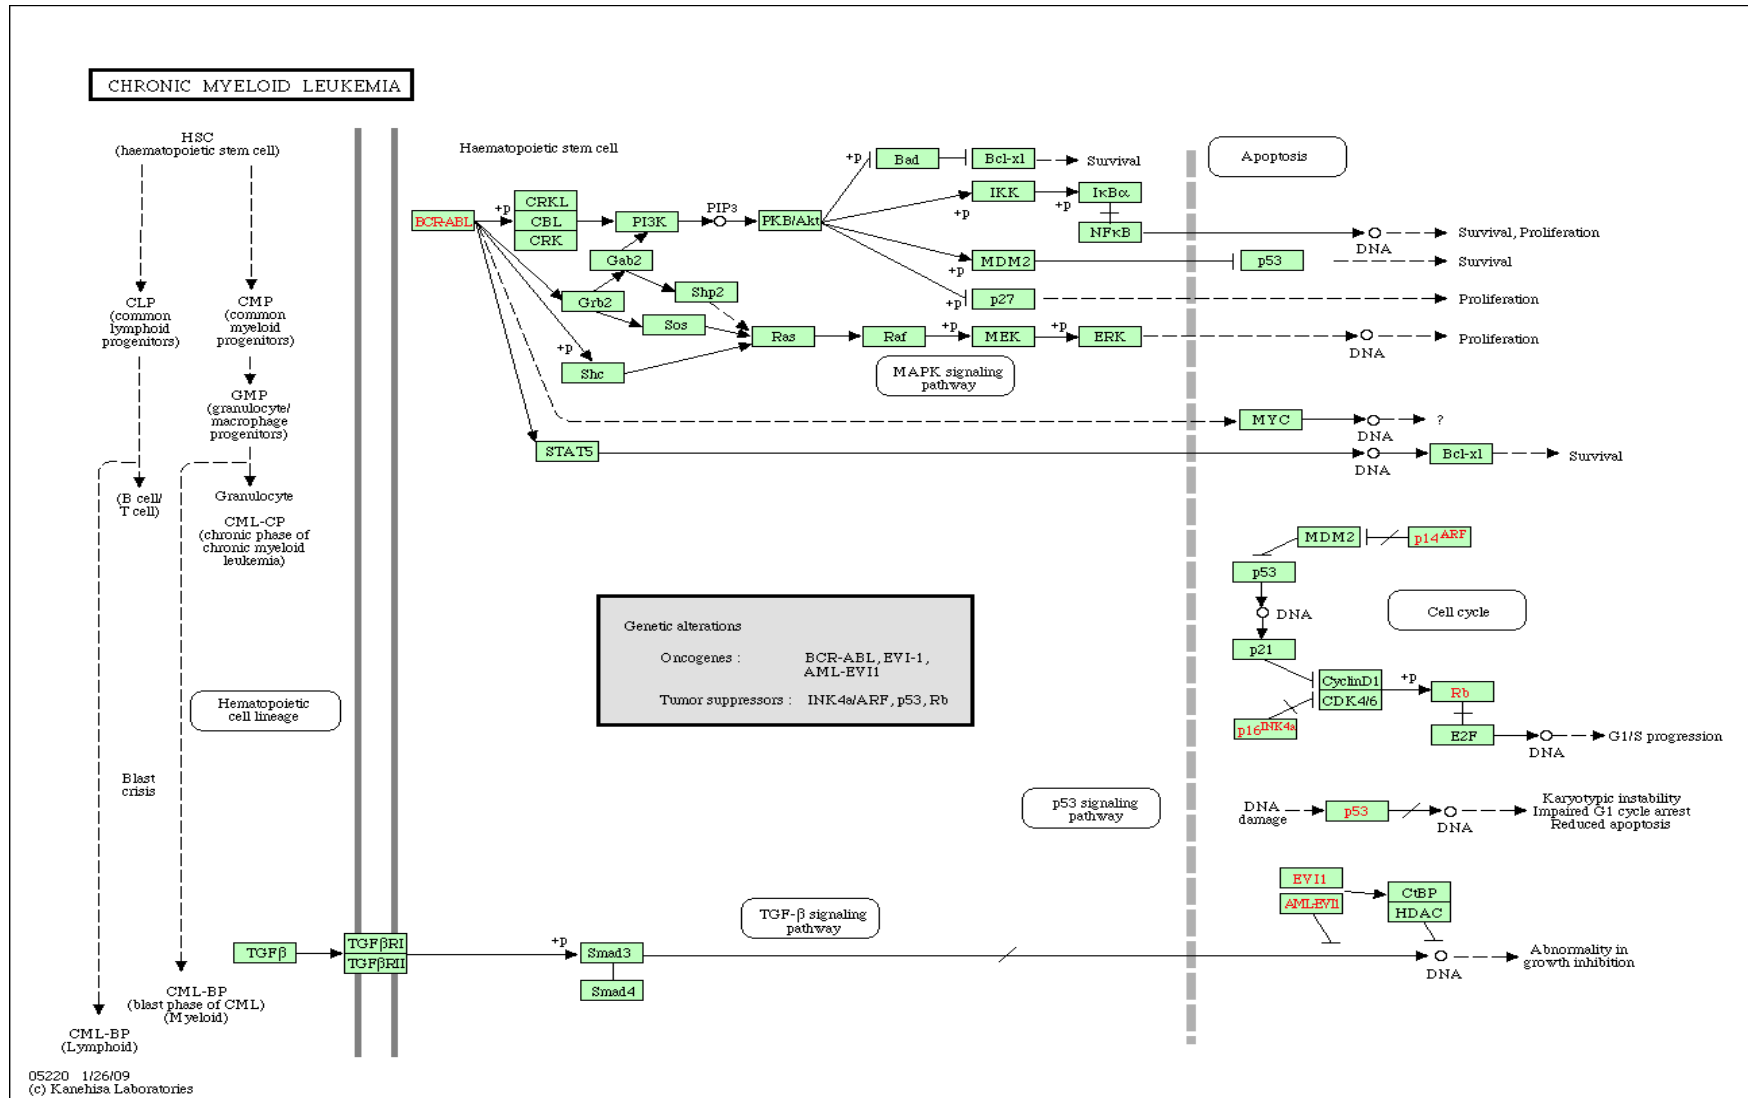 CHRONIC MYELOID LEUKEMIA
HSC
(haematopoietic stem cell)
CLP
(common
lymphoid
progenitors)
CMP
(common
myeloid
progenitors)
GMP
(granulocyte/
macrophage
progenitors)
(B cell/
T cell)
Granulocyte
CML-CP
(chronic phase of
chronic myeloid
leukemia)
Hematopoietic
cell lineage
Blast
crisis
CML-BP
(blast phase of CML)
(Myeloid)
CML-BP
(Lymphoid)
05220 1/26/09
(c) Kanehisa Laboratories
Haematopoietic stem cell
BCR-ABL
+p
CRKL
CBL
CRK
PI3K
PIP3
PKB/Akt
Gab2
Grb2
Shp2
Sos
+p
Shc
Ras
Raf
+p
MEK
+p
ERK
DNA
Proliferation
MAPK signaling
pathway
+p
Bad
Bcl-xl
Survival
+p
IKK
+p
IκBα
NFκB
DNA
Survival, Proliferation
+p
MDM2
p53
Survival
+p
p27
Proliferation
Apoptosis
MYC
DNA
?
STAT5
DNA
Bcl-xl
Survival
MDM2
p14ARF
p53
DNA
p21
Cell cycle
CyclinD1
CDK4/6
+p
Rb
p16INK4a
E2F
DNA
G1/S progression
Genetic alterations
Oncogenes : BCR-ABL, EVI-1,
AML-EVI1
Tumor suppressors : INK4a/ARF, p53, Rb
p53 signaling
pathway
DNA
damage
p53
DNA
Karyotypic instability
Impaired G1 cycle arrest
Reduced apoptosis
EVI1
AML-EVI1
CtBP
HDAC
TGF-β signaling
pathway
TGFβ
TGFβRI
TGFβRII
+p
Smad3
Smad4
DNA
Abnormality in
growth inhibition